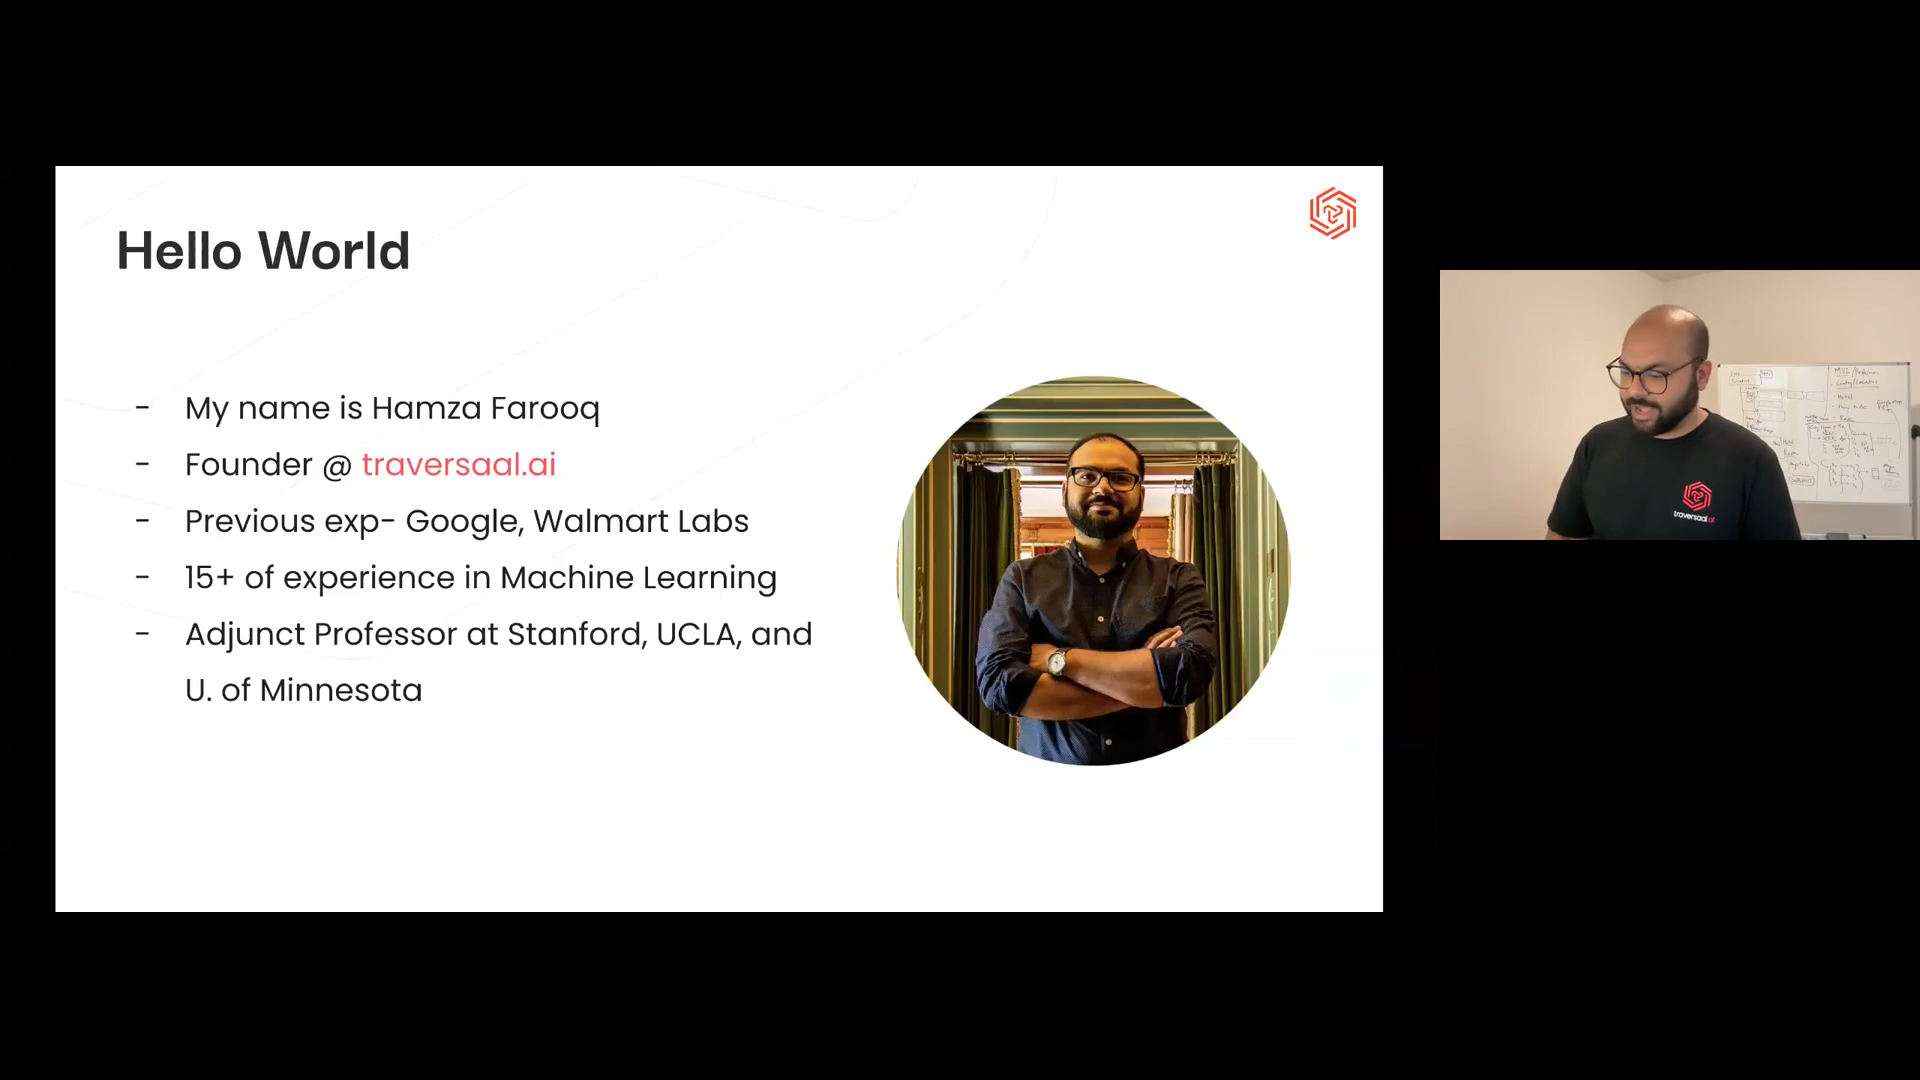 Hello World
- My name is Hamza Farooq
- Founder @ traversaal.ai
- Previous exp- Google, Walmart Labs
- 15+ of experience in Machine Learning
- Adjunct Professor at Stanford, UCLA, and
U. of Minnesota
traversaal.ai